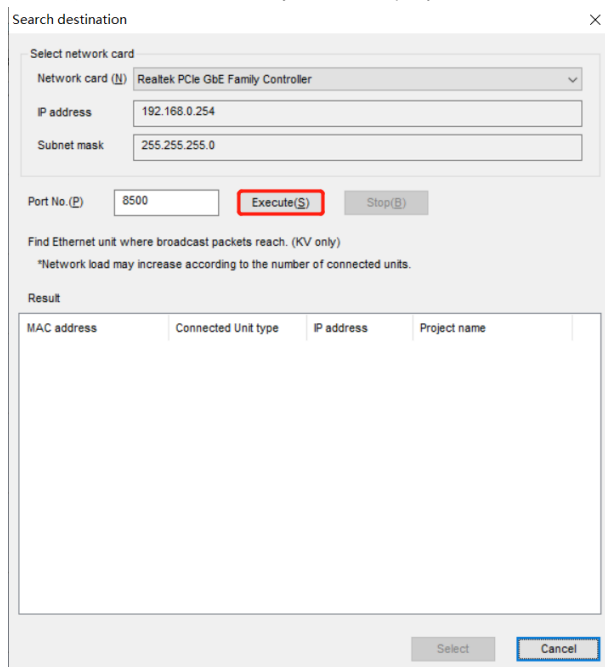 Search destination
Select network card
Network card (N) Realtek PCIe GbE Family Controller
IP address 192.168.0.254
Subnet mask 255.255.255.0
Port No.(P) 8500 Execute(S) Stop(B)
Find Ethernet unit where broadcast packets reach. (KV only)
*Network load may increase according to the number of connected units.
Result
MAC address Connected Unit type IP address Project name
Select Cancel